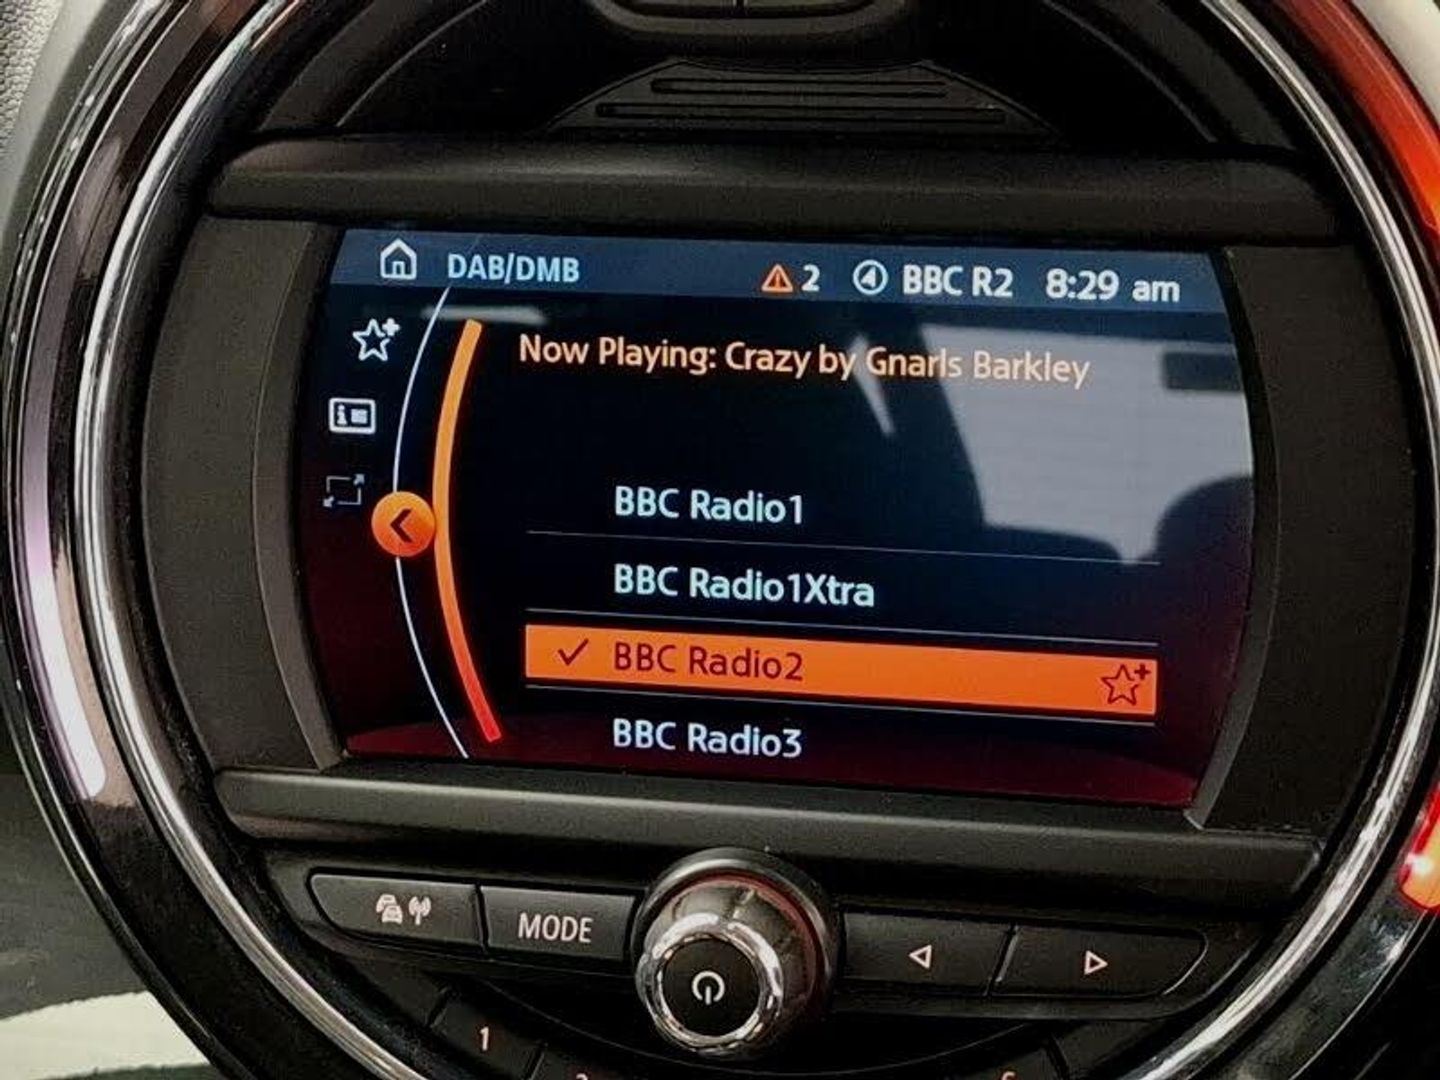 DAB/DMB 2 BBC R2 8:29 am
Now Playing: Crazy by Gnarls Barkley
BBC Radio1
BBC Radio1Xtra
BBC Radio2
BBC Radio3
MODE
1